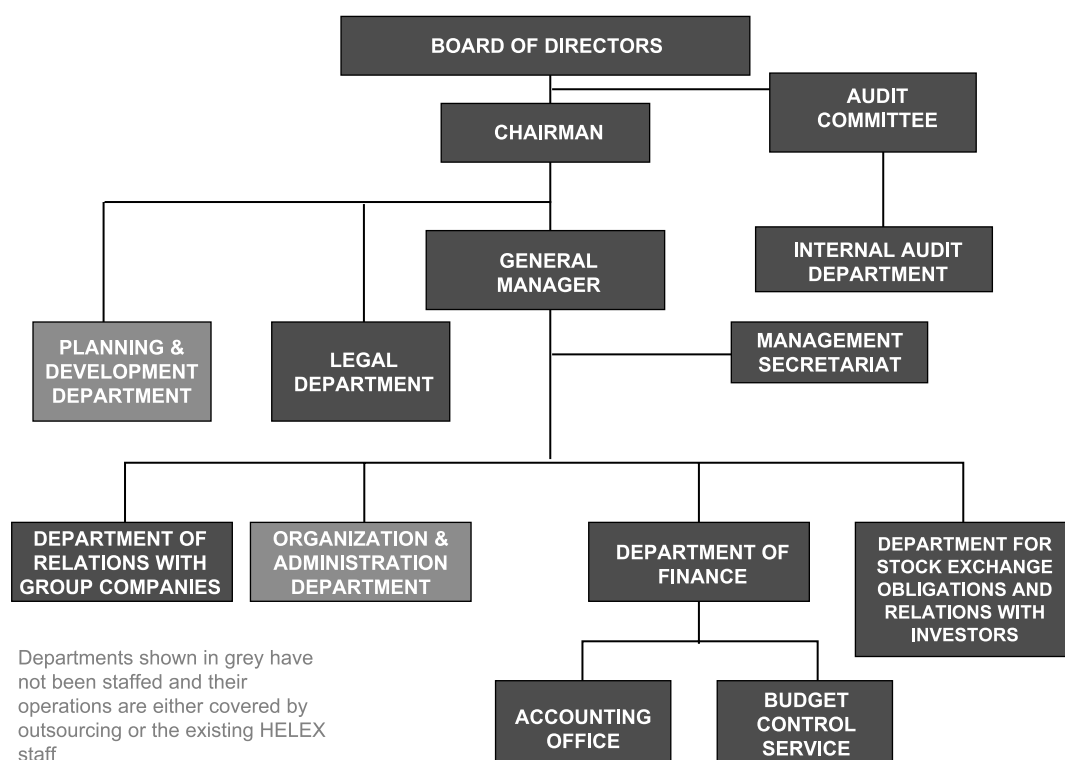 BOARD OF DIRECTORS
AUDIT
COMMITTEE
CHAIRMAN
GENERAL
MANAGER
INTERNAL AUDIT
DEPARTMENT
PLANNING &
DEVELOPMENT
DEPARTMENT
LEGAL
DEPARTMENT
MANAGEMENT
SECRETARIAT
DEPARTMENT OF
RELATIONS WITH
GROUP COMPANIES
ORGANIZATION &
ADMINISTRATION
DEPARTMENT
DEPARTMENT OF
FINANCE
DEPARTMENT FOR
STOCK EXCHANGE
OBLIGATIONS AND
RELATIONS WITH
INVESTORS
Departments shown in grey have
not been staffed and their
operations are either covered by
outsourcing or the existing HELEX
staff
ACCOUNTING
OFFICE
BUDGET
CONTROL
SERVICE